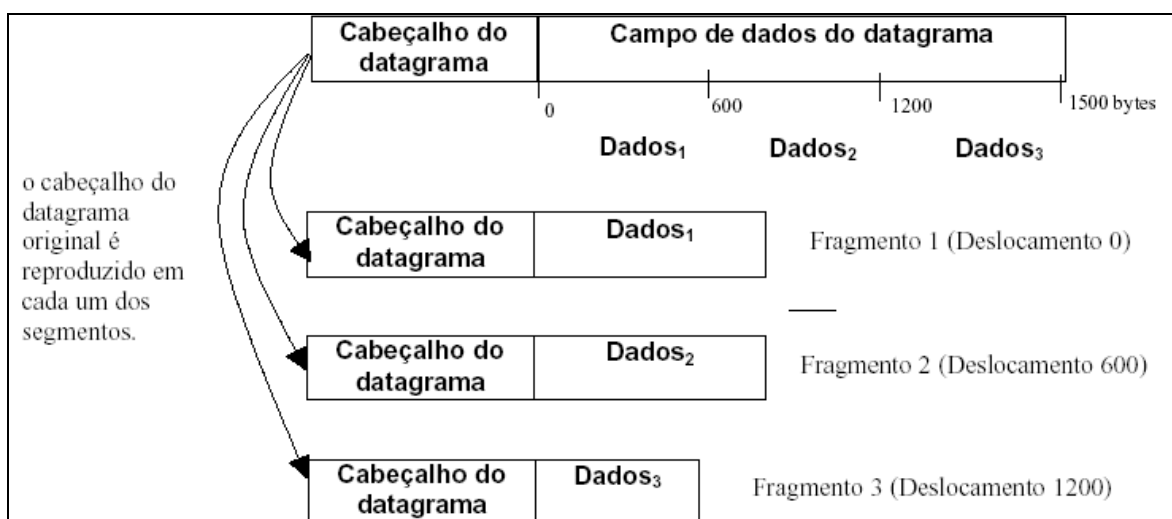 Cabeçalho do
datagrama
Campo de dados do datagrama
0
600
1200
1500 bytes
Dados₁
Dados₂
Dados₃
o cabeçalho do
datagrama
original é
reproduzido em
cada um dos
segmentos.
Cabeçalho do
datagrama
Dados₁
Fragmento 1 (Deslocamento 0)
Cabeçalho do
datagrama
Dados₂
Fragmento 2 (Deslocamento 600)
Cabeçalho do
datagrama
Dados₃
Fragmento 3 (Deslocamento 1200)